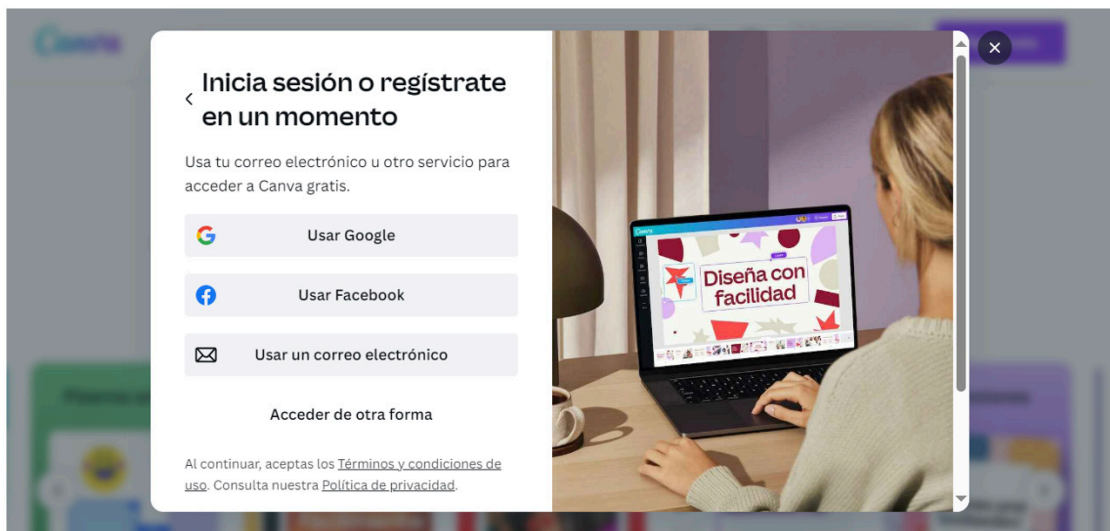 Canva
Inicia sesión o regístrate
en un momento
Usa tu correo electrónico u otro servicio para
acceder a Canva gratis.
Usar Google
Usar Facebook
Usar un correo electrónico
Acceder de otra forma
Al continuar, aceptas los Términos y condiciones de
uso. Consulta nuestra Política de privacidad.
Canva
Diseña con
facilidad